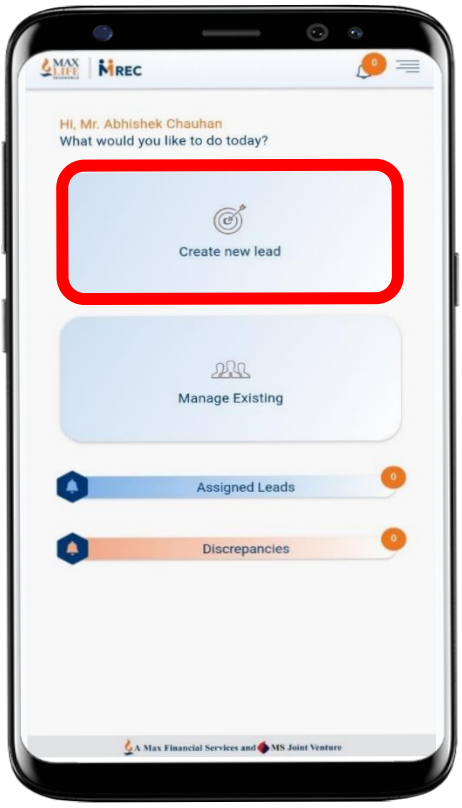 MAX
LIFE
INSURANCE
MREC
0
Hi, Mr. Abhishek Chauhan
What would you like to do today?
Create new lead
Manage Existing
Assigned Leads
0
Discrepancies
0
A Max Financial Services and MS Joint Venture